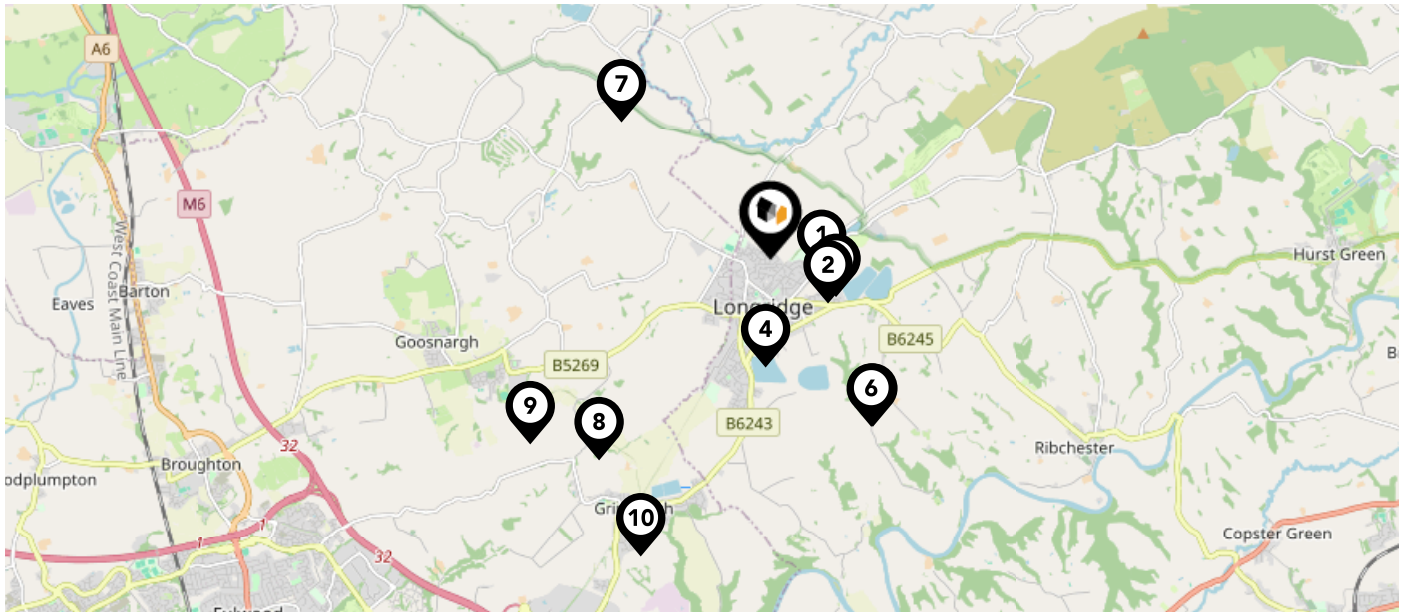 A6
7
M6
1
2
Hurst Green
West Coast Main Line
Barton
Eaves
Longridge
4
B6245
Goosnargh
B5269
6
9
8
B6243
32
Ribchester
Broughton
odplumpton
10
1
1
32
Copster Green